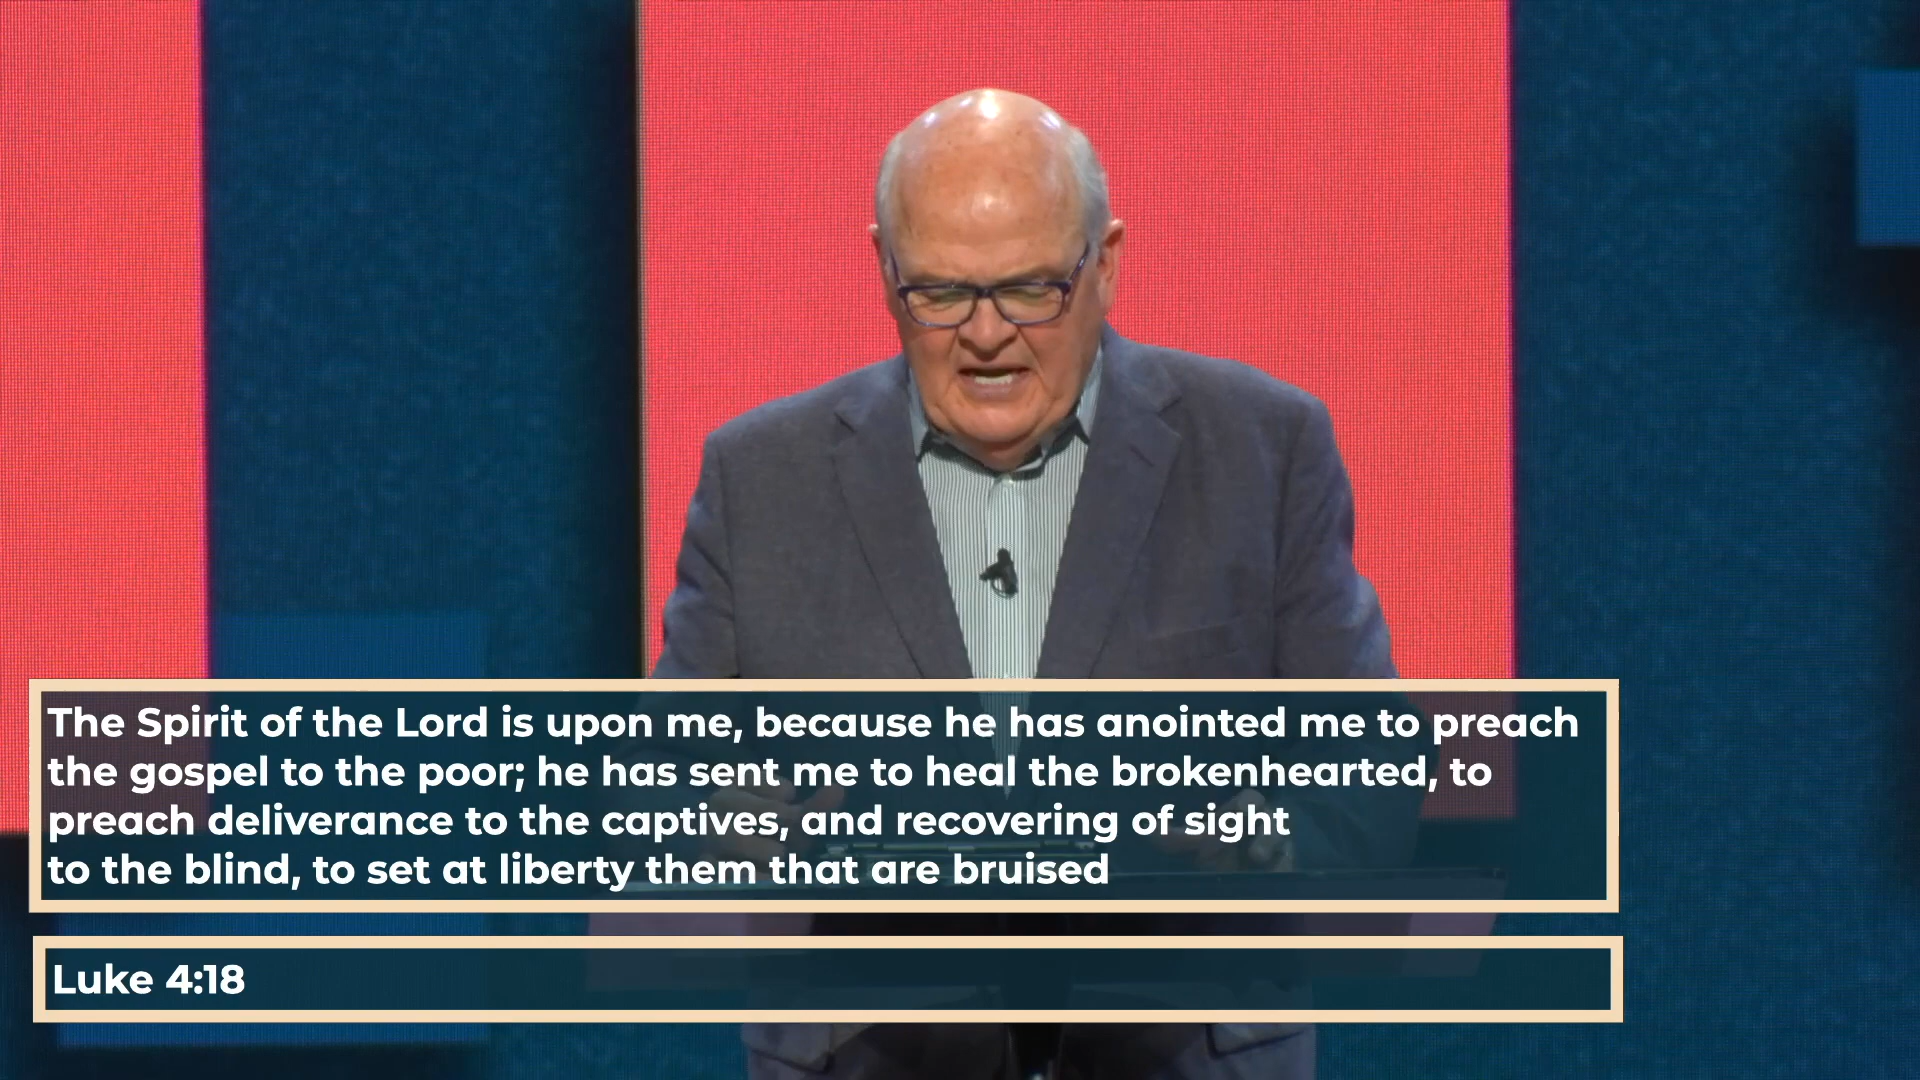 The Spirit of the Lord is upon me, because he has anointed me to preach
the gospel to the poor; he has sent me to heal the brokenhearted, to
preach deliverance to the captives, and recovering of sight
to the blind, to set at liberty them that are bruised
Luke 4:18